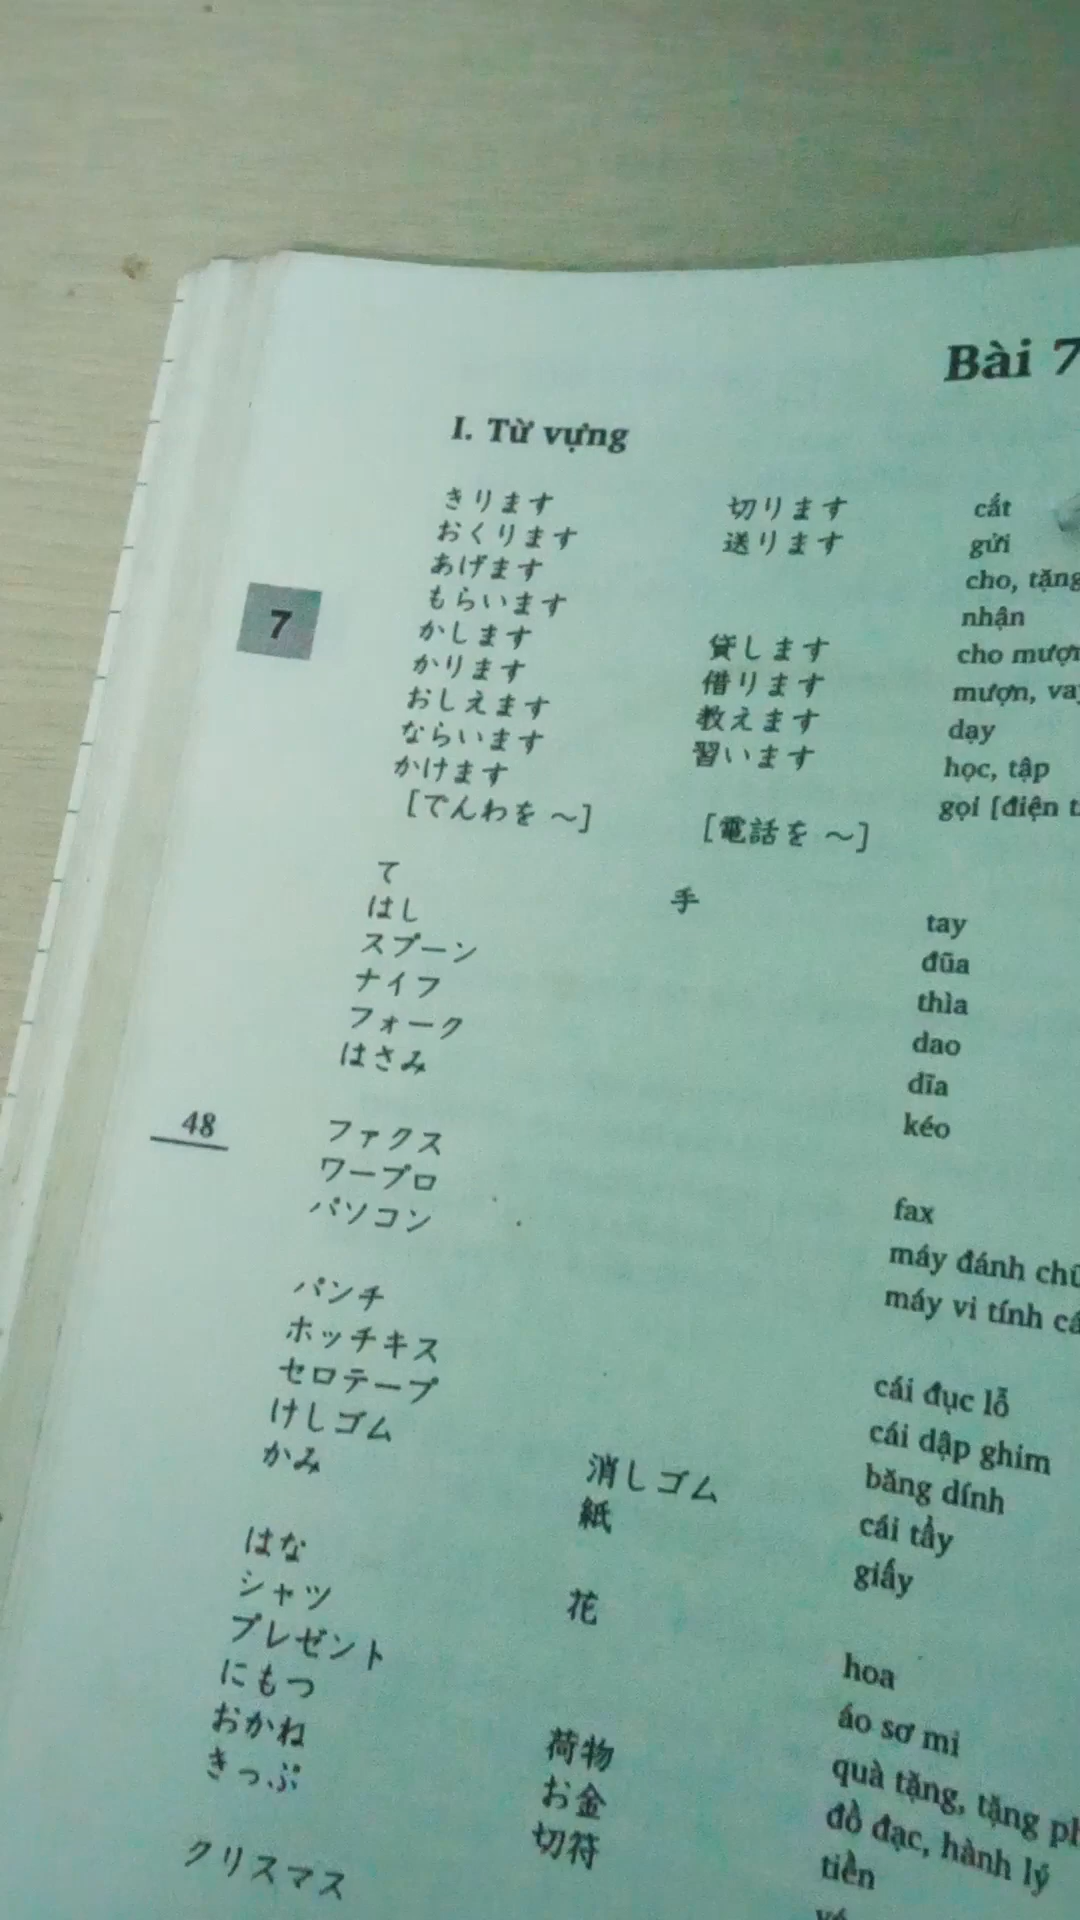 Bài 7
I. Từ vựng
きります 切ります cắt
おくります 送ります gửi
あげます cho, tặng
もらいます nhận
7
かします 貸します cho mượn
かります 借ります mượn, vay
おしえます 教えます dạy
ならいます 習います học, tập
かけます gọi [điện
[でんわを ～] [電話を ～]
て 手 tay
はし đũa
スプーン thìa
ナイフ dao
フォーク dĩa
はさみ kéo
48
ファクス fax
ワープロ máy đánh chữ
パソコン máy vi tính
パンチ cái đục lỗ
ホッチキス cái dập ghim
セロテープ băng dính
けしゴム 消しゴム cái tẩy
かみ 紙 giấy
はな 花 hoa
シャツ áo sơ mi
プレゼント quà tặng, tặng
にもつ 荷物 đồ đạc, hành lý
おかね お金 tiền
きっぷ 切符 vé
クリスマス